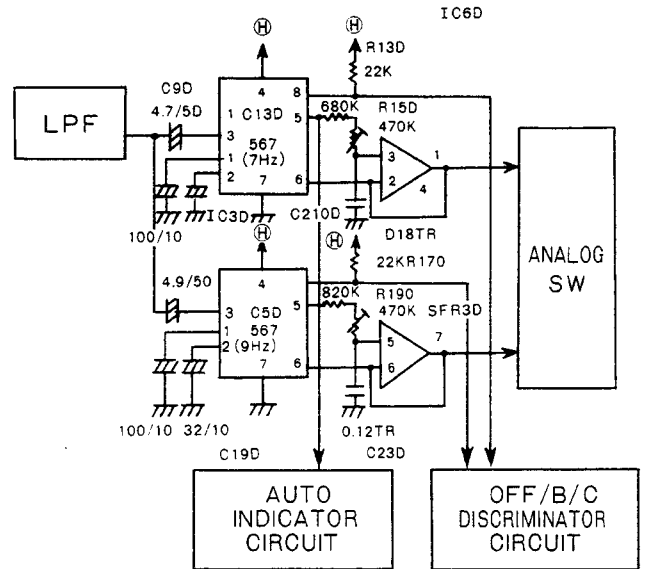 IC6D
H
H
R13D
22K
4
C9D
4.7/5D
LPF
1
3
1
2
C13D
567
(7Hz)
7
8
5
6
680K
R15D
470K
3
2
1
4
100/10
IC3D
C210D
D18TR
H
H
22KR170
4
4.9/50
3
1
2
C5D
567
(9Hz)
7
5
6
820K
R190
470K
SFR3D
5
6
7
100/10
32/10
0.12TR
C19D
C23D
ANALOG
SW
AUTO
INDICATOR
CIRCUIT
OFF/B/C
DISCRIMINATOR
CIRCUIT